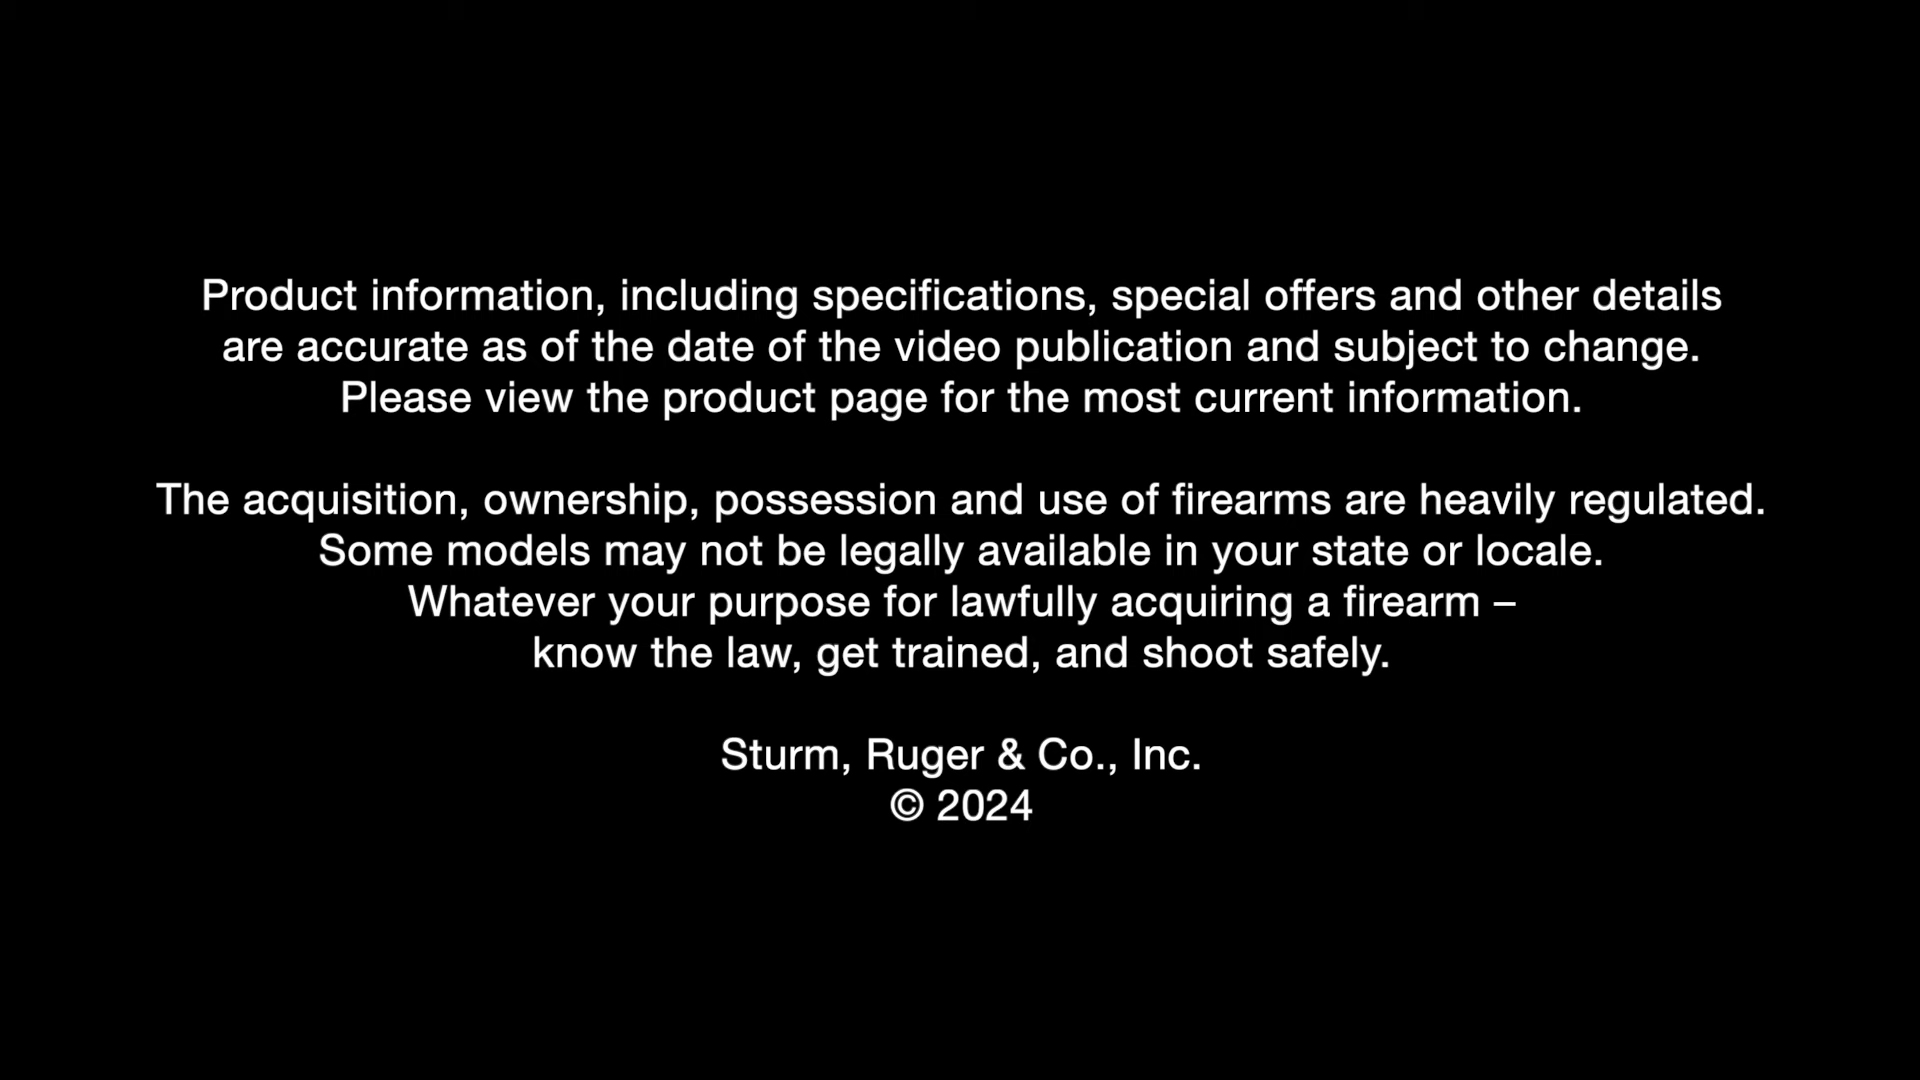 Product information, including specifications, special offers and other details
are accurate as of the date of the video publication and subject to change.
Please view the product page for the most current information.
The acquisition, ownership, possession and use of firearms are heavily regulated.
Some models may not be legally available in your state or locale.
Whatever your purpose for lawfully acquiring a firearm –
know the law, get trained, and shoot safely.
Sturm, Ruger & Co., Inc.
© 2024